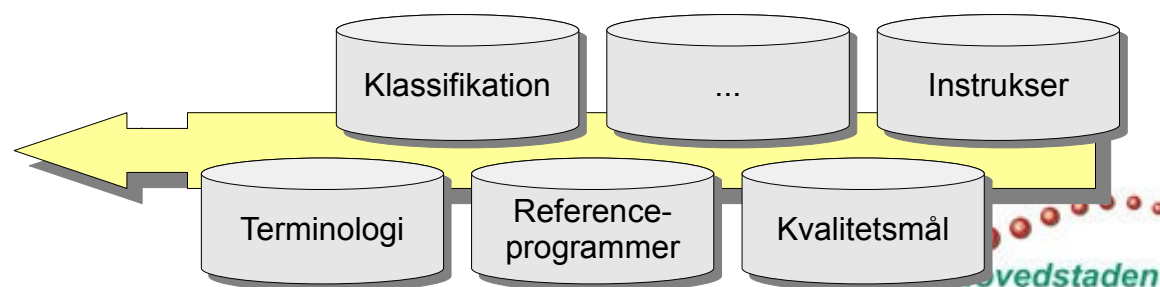 Klassifikation
...
Instrukser
Terminologi
Reference-
programmer
Kvalitetsmål
ovedstaden